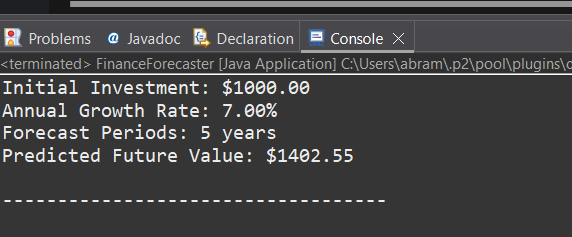 Problems @ Javadoc Declaration Console
<terminated> FinanceForecaster [Java Application] C:\Users\abram\.p2\pool\plugins\
Initial Investment: $1000.00
Annual Growth Rate: 7.00%
Forecast Periods: 5 years
Predicted Future Value: $1402.55
-----------------------------------